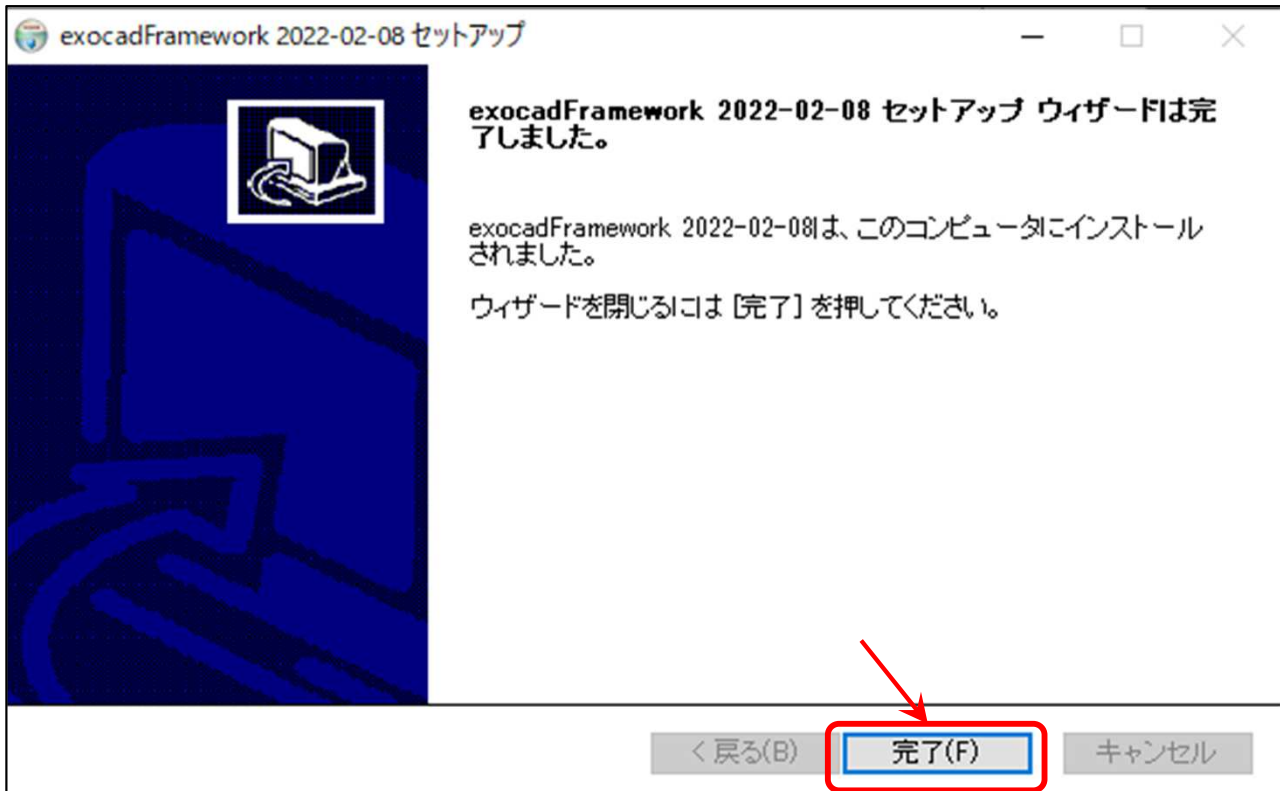 exocadFramework 2022-02-08 セットアップ
exocadFramework 2022-02-08 セットアップ ウィザードは完
了しました。
exocadFramework 2022-02-08は、このコンピュータにインストール
されました。
ウィザードを閉じるには [完了] を押してください。
< 戻る(B) 完了(F) キャンセル